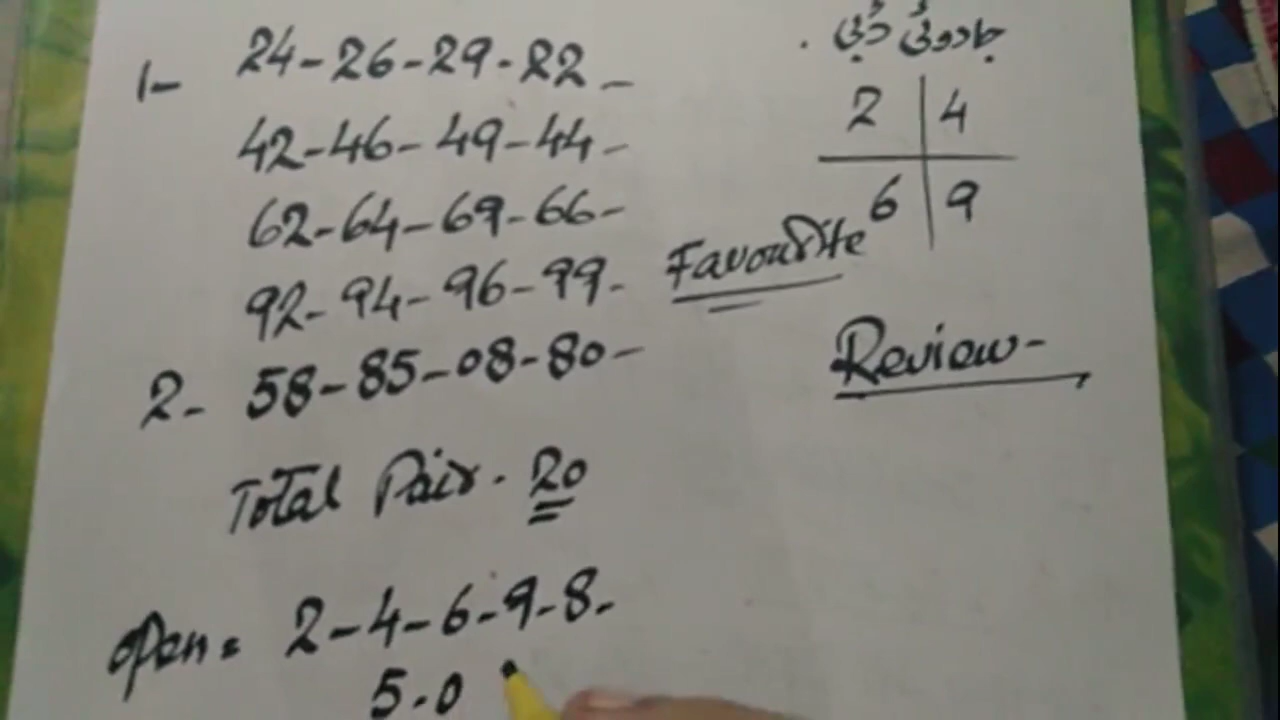 1- 24-26-29-22-
42-46-49-44-
62-64-69-66-
92-94-96-99-
2- 58-85-08-80-
Total Pair. 20
open = 2-4-6-9-8-
5.0
2 4
6 9
Favourite
Review-